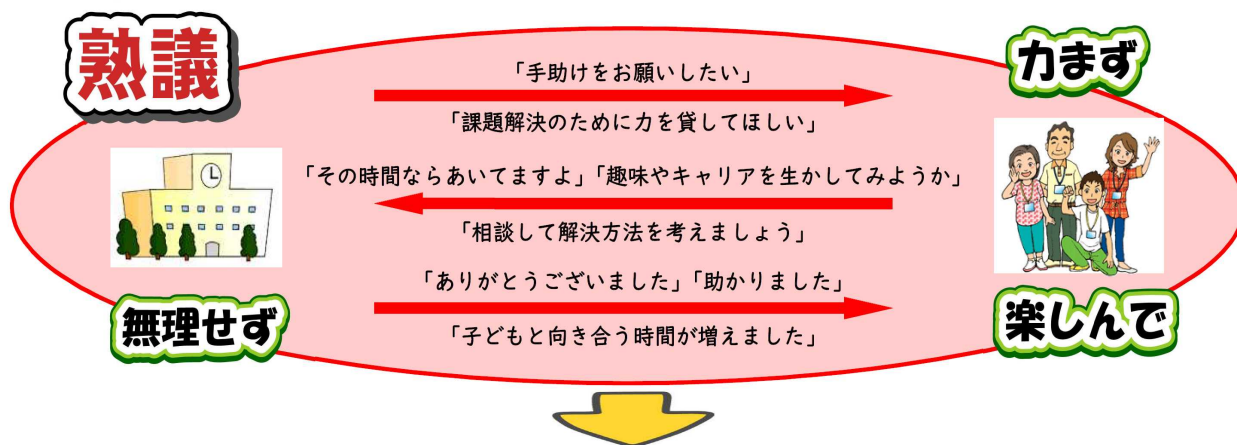 熟議
力まず
「手助けをお願いしたい」
「課題解決のために力を貸してほしい」
「その時間ならあいてますよ」「趣味やキャリアを生かしてみようか」
「相談して解決方法を考えましょう」
「ありがとうございました」「助かりました」
「子どもと向き合う時間が増えました」
無理せず
楽しんで